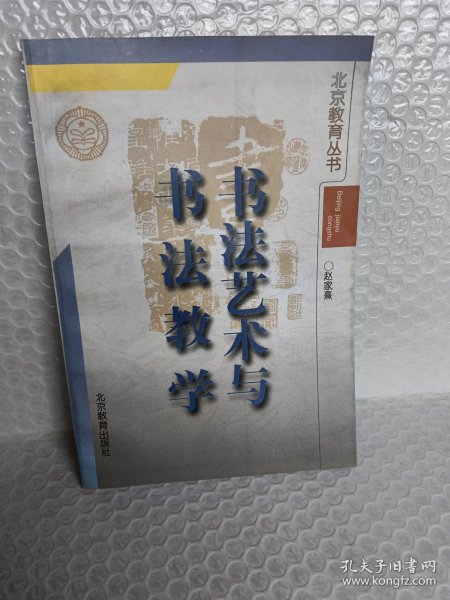 北京教育丛书
Beijing jiaoyu
congshu
○赵家熹
书法艺术与
书法教学
北京教育出版社
孔夫子旧书网
www.kongfz.com